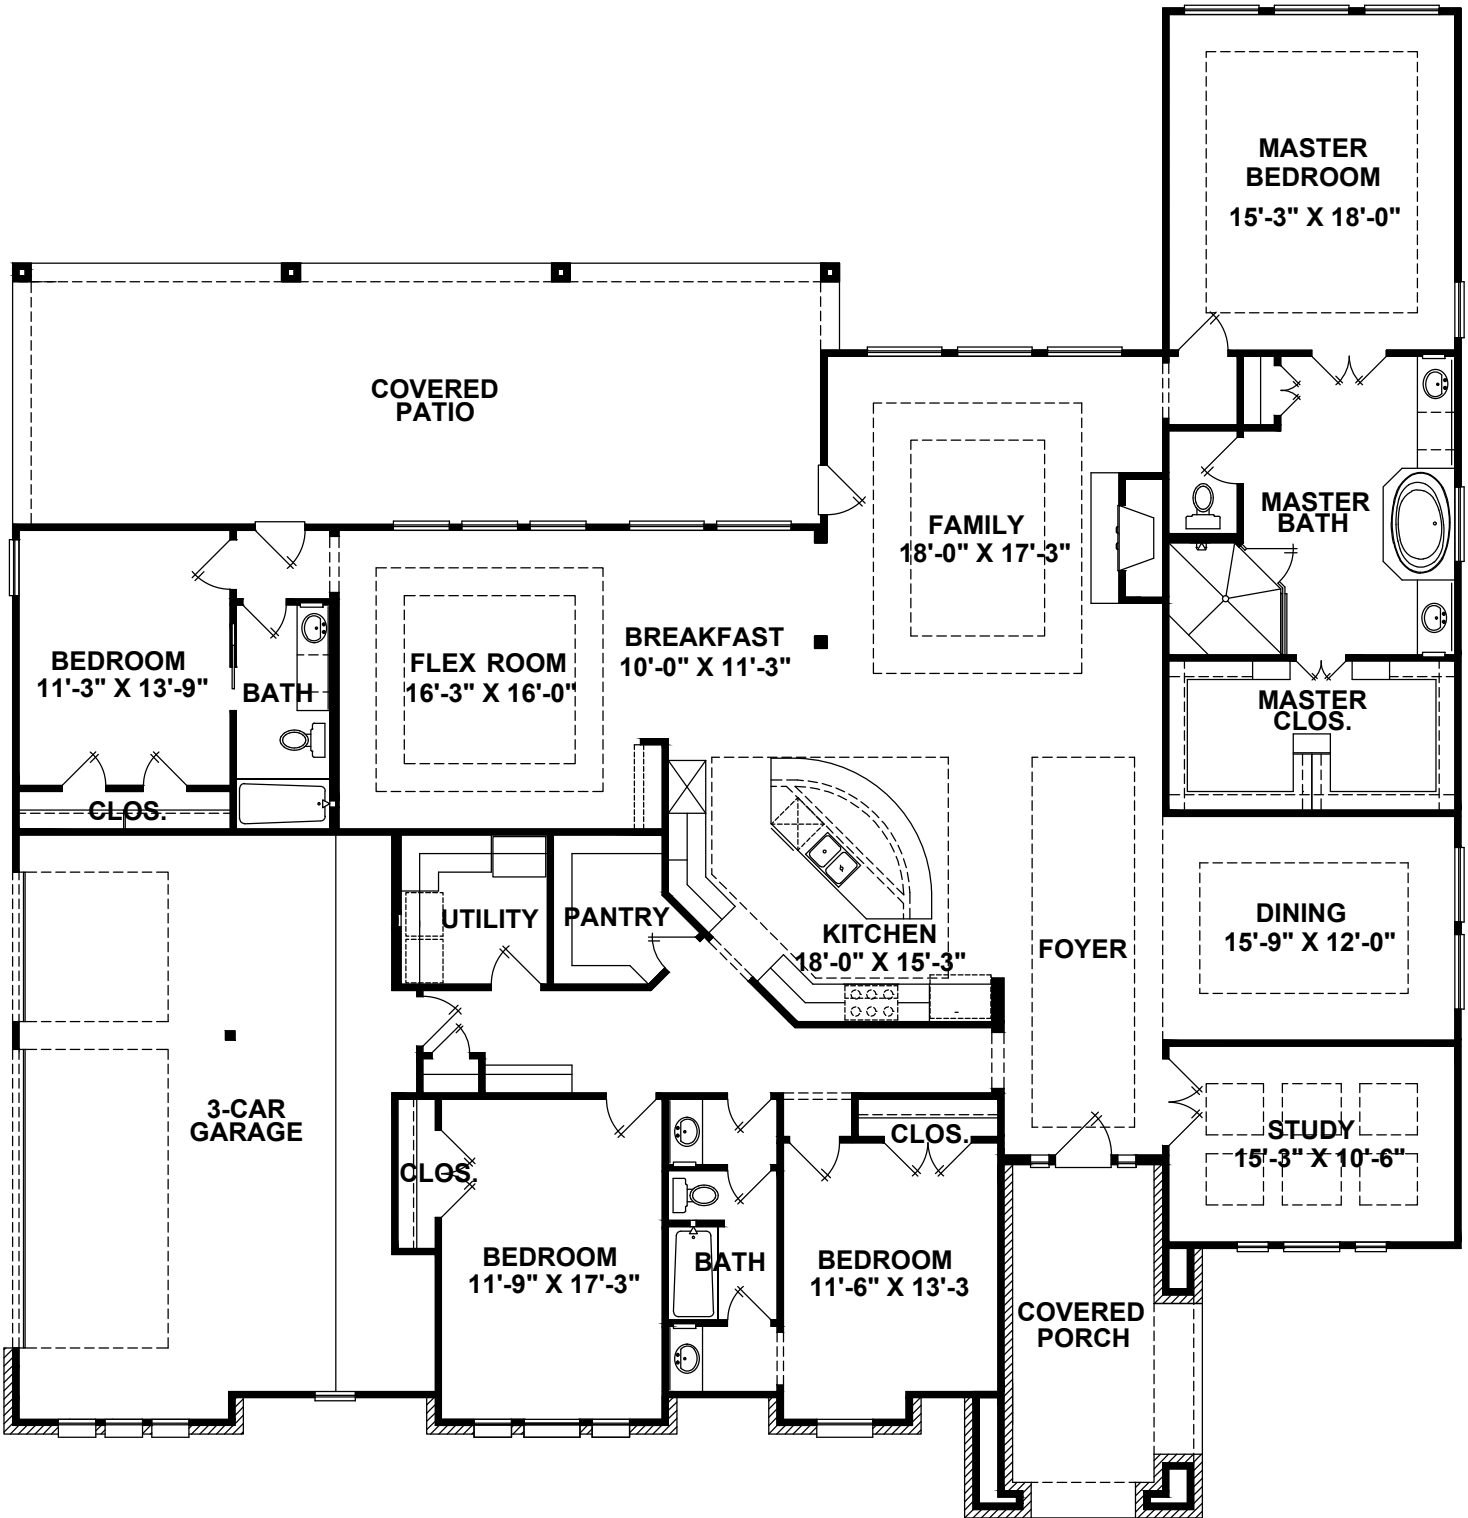 MASTER
BEDROOM
15'-3" X 18'-0"
COVERED
PATIO
FAMILY
18'-0" X 17'-3"
MASTER
BATH
BEDROOM
11'-3" X 13'-9"
BATH
FLEX ROOM
16'-3" X 16'-0"
BREAKFAST
10'-0" X 11'-3"
MASTER
CLOS.
CLOS.
UTILITY
PANTRY
KITCHEN
18'-0" X 15'-3"
FOYER
DINING
15'-9" X 12'-0"
3-CAR
GARAGE
CLOS.
CLOS.
STUDY
15'-3" X 10'-6"
BEDROOM
11'-9" X 17'-3"
BATH
BEDROOM
11'-6" X 13'-3
COVERED
PORCH